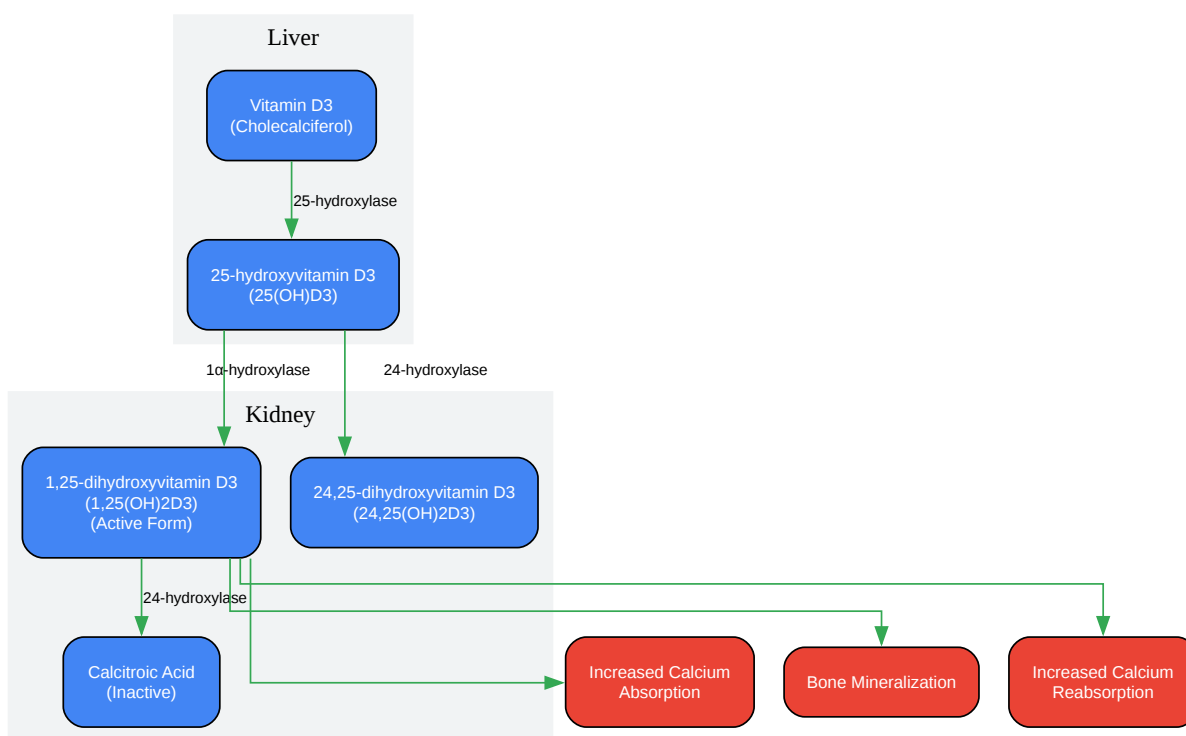 Liver
Vitamin D3
(Cholecalciferol)
25-hydroxylase
25-hydroxyvitamin D3
(25(OH)D3)
1α-hydroxylase
24-hydroxylase
Kidney
1,25-dihydroxyvitamin D3
(1,25(OH)2D3)
(Active Form)
24,25-dihydroxyvitamin D3
(24,25(OH)2D3)
24-hydroxylase
Calcitroic Acid
(Inactive)
Increased Calcium
Absorption
Bone Mineralization
Increased Calcium
Reabsorption